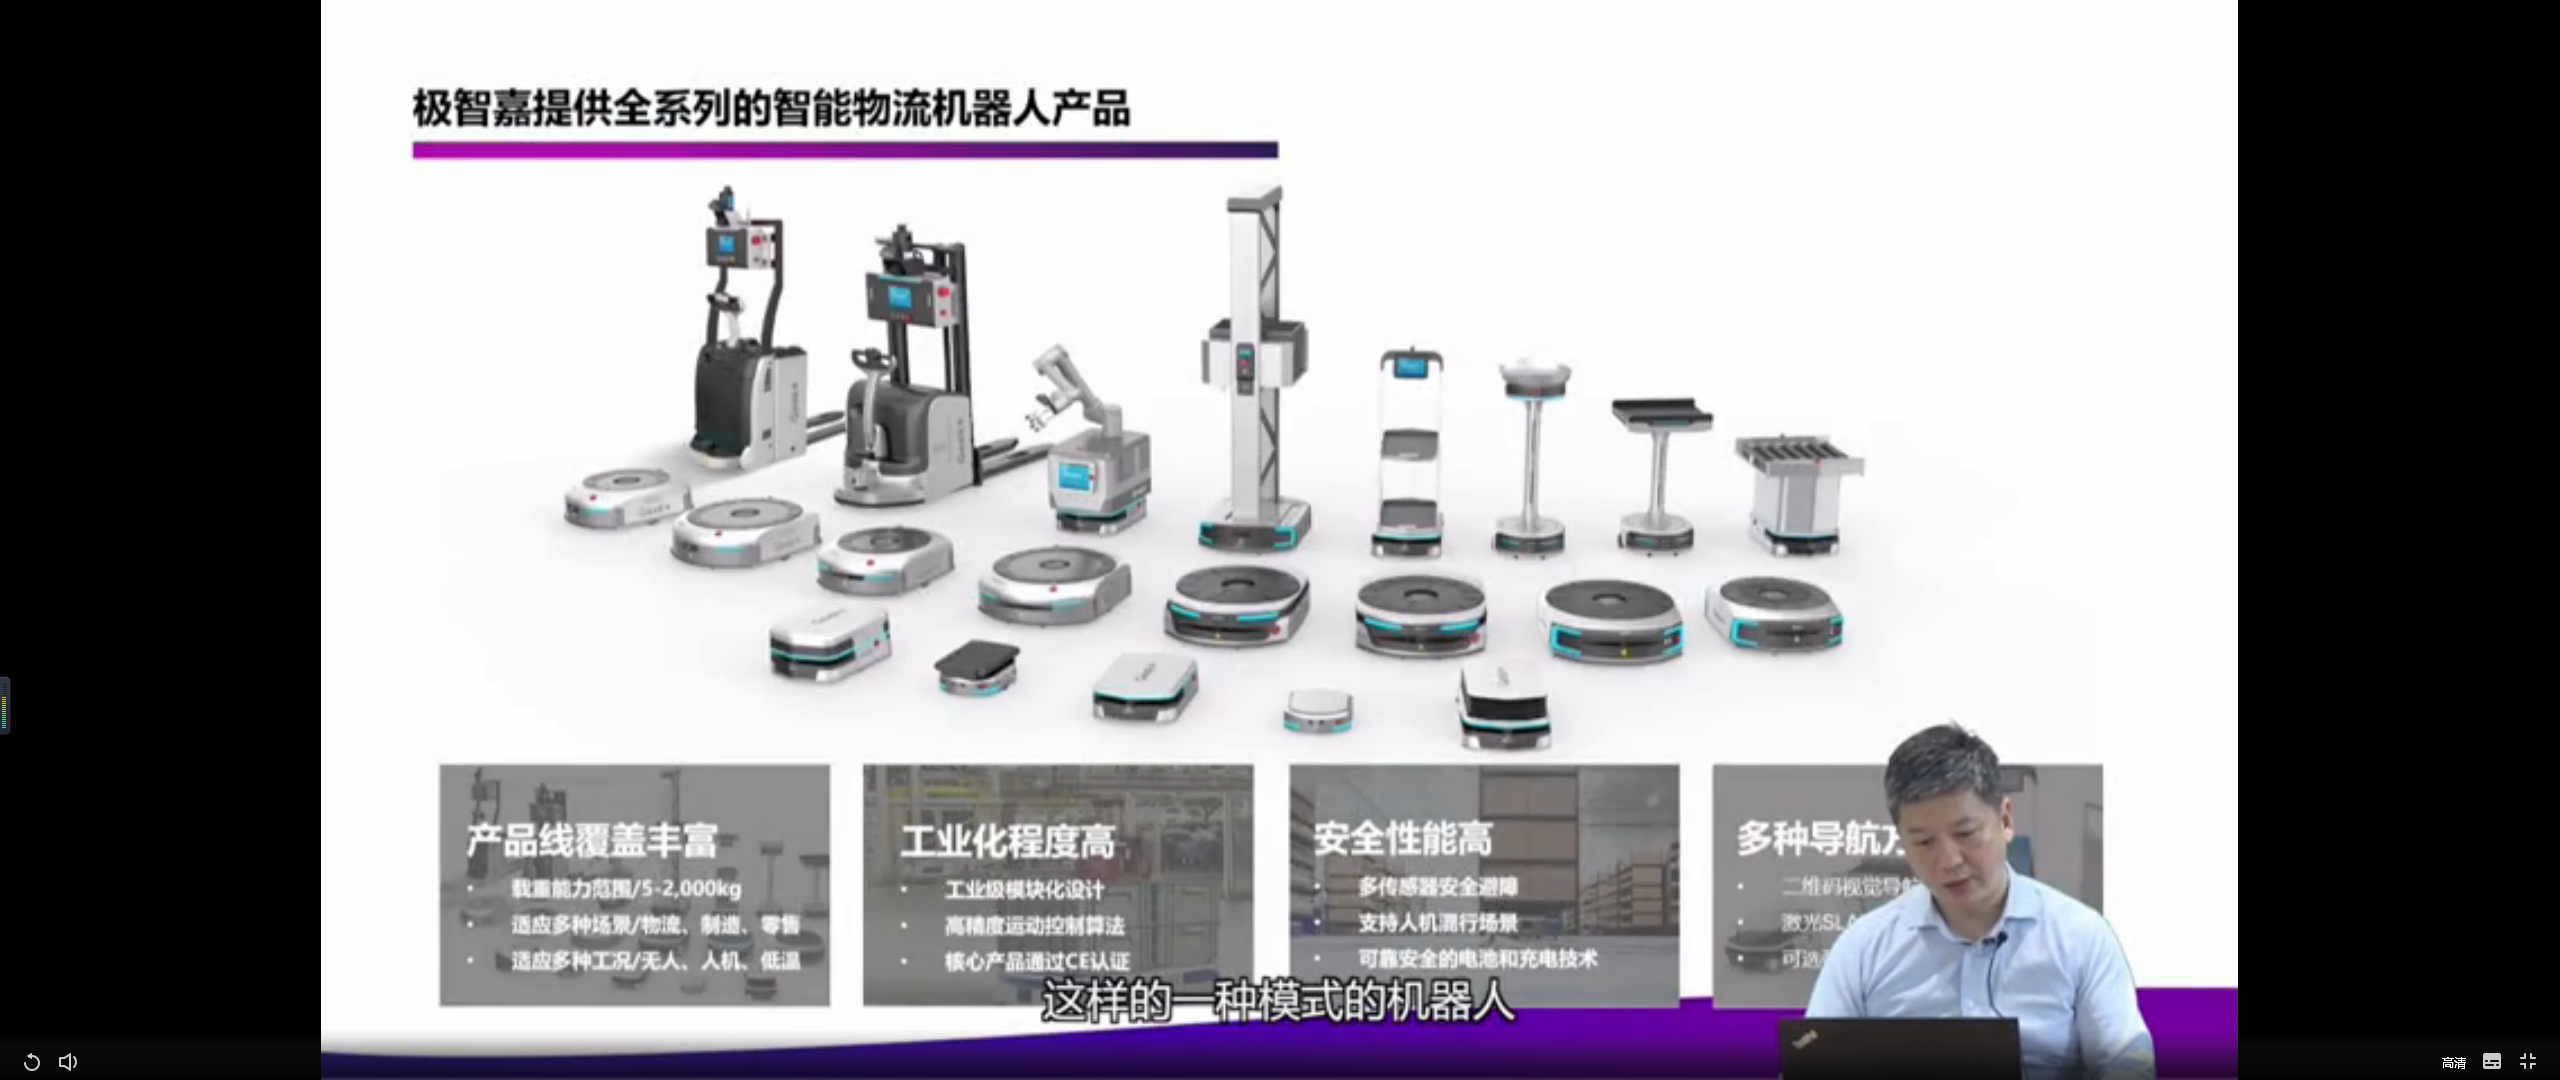 极智嘉提供全系列的智能物流机器人产品
产品线覆盖丰富
• 载重能力范围/5-2,000kg
• 适应多种场景/物流、制造、零售
• 适应多种工况/无人、人机、低温
工业化程度高
• 工业级模块化设计
• 高精度运动控制算法
• 核心产品通过CE认证
安全性能高
• 多传感器安全避障
• 支持人机混行场景
• 可靠安全的电池和充电技术
多种导航
• 二维码视觉导航
• 激光SLA
• 可选
这样的一种模式的机器人
高清